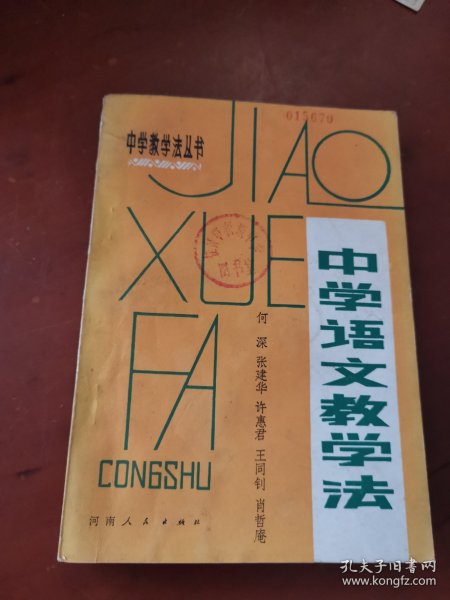 015670
中学教学法丛书
JIAO
XUE
FA
CONGSHU
中学语文教学法
何深 张建华 许惠君 王同钊 肖哲庵
河南人民出版社
孔夫子旧书网
www.kongfz.com